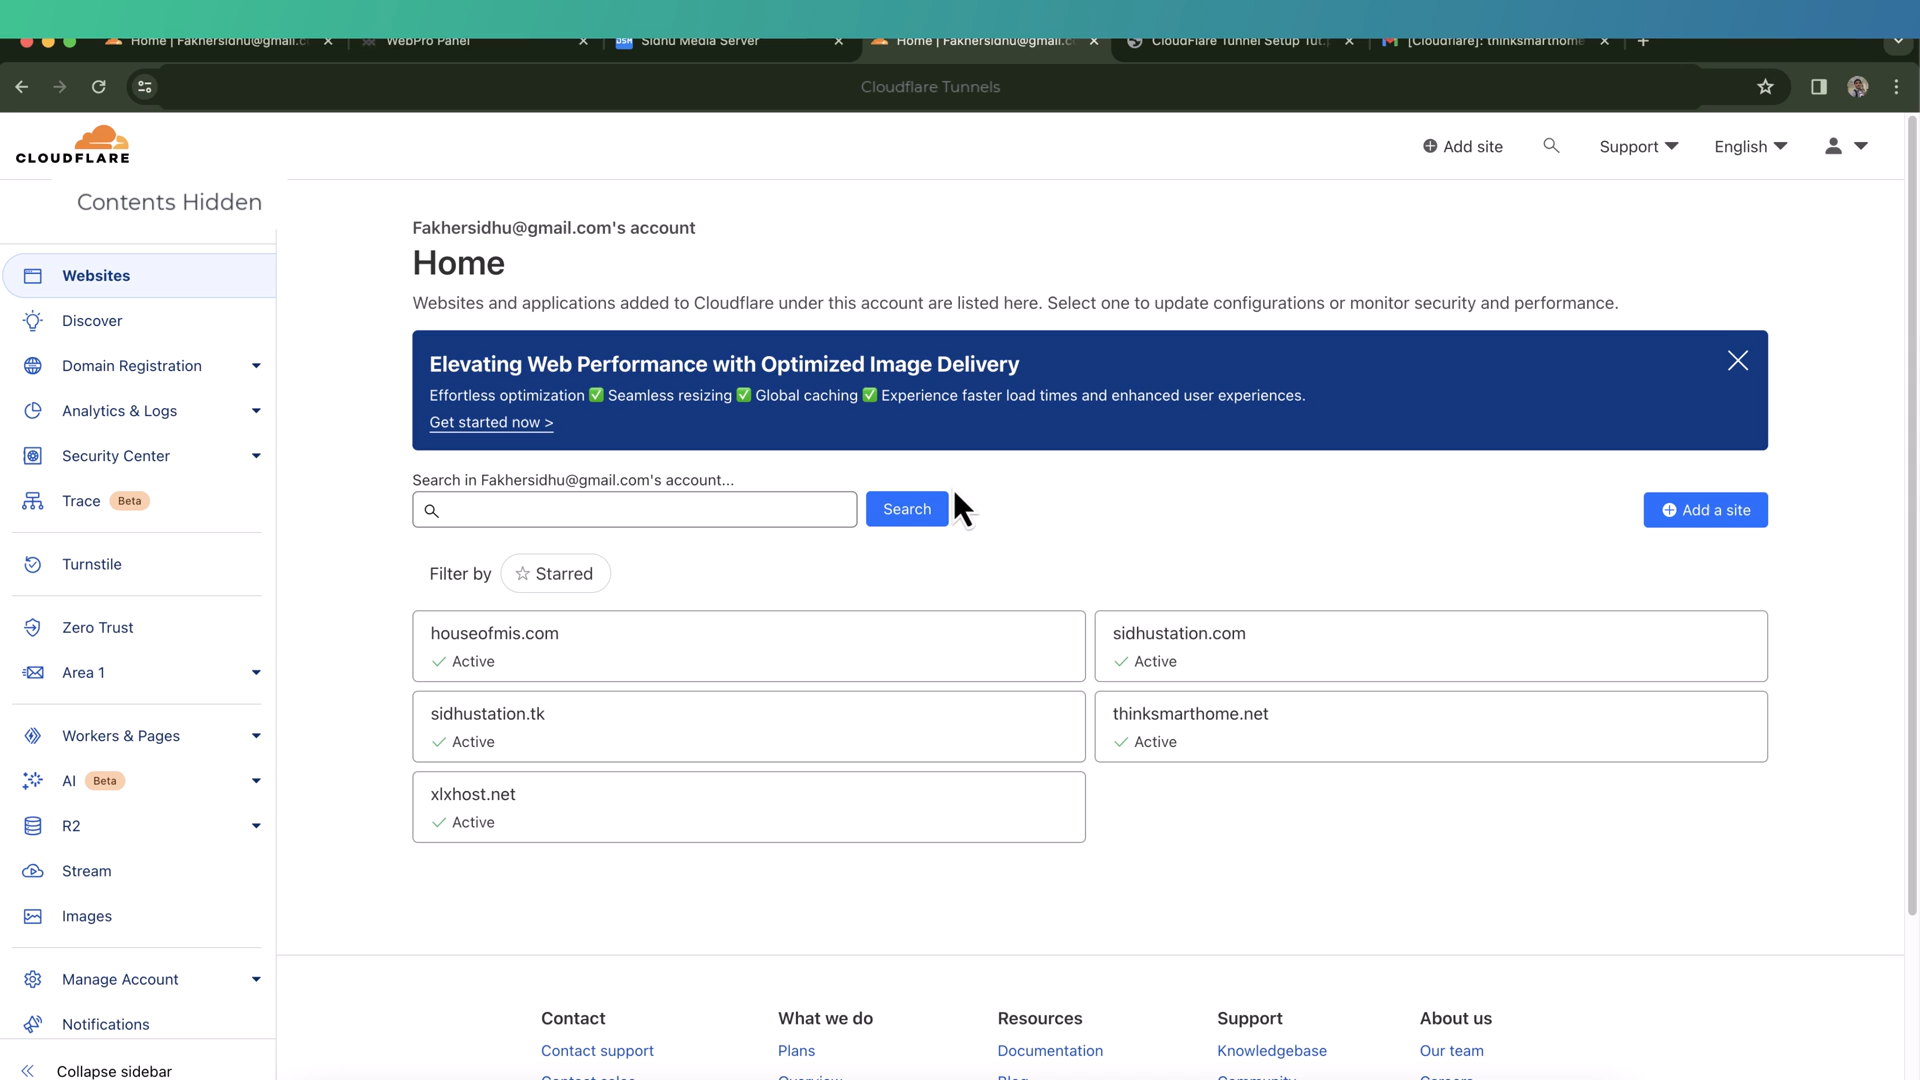 Home | Fakhersidhu@gmail.c
WebPro Panel
Sidhu Media Server
Home | Fakhersidhu@gmail.c
CloudFlare Tunnel Setup Tut.
[Cloudflare]: thinksmarthome
Cloudflare Tunnels
CLOUDFLARE
Add site
Support
English
Contents Hidden
Websites
Discover
Domain Registration
Analytics & Logs
Security Center
Trace Beta
Turnstile
Zero Trust
Area 1
Workers & Pages
AI Beta
R2
Stream
Images
Manage Account
Notifications
Collapse sidebar
Fakhersidhu@gmail.com's account
Home
Websites and applications added to Cloudflare under this account are listed here. Select one to update configurations or monitor security and performance.
Elevating Web Performance with Optimized Image Delivery
Effortless optimization ✅ Seamless resizing ✅ Global caching ✅ Experience faster load times and enhanced user experiences.
Get started now >
Search in Fakhersidhu@gmail.com's account...
Search
Add a site
Filter by
Starred
houseofmis.com
Active
sidhustation.com
Active
sidhustation.tk
Active
thinksmarthome.net
Active
xlxhost.net
Active
Contact
Contact support
What we do
Plans
Resources
Documentation
Support
Knowledgebase
About us
Our team